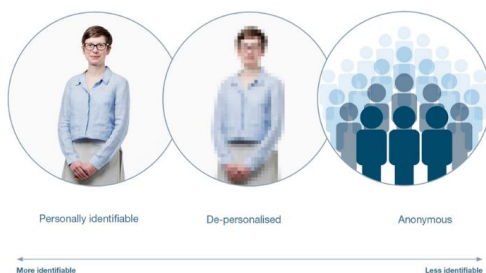 Personally identifiable
De-personalised
Anonymous
More identifiable
Less identifiable